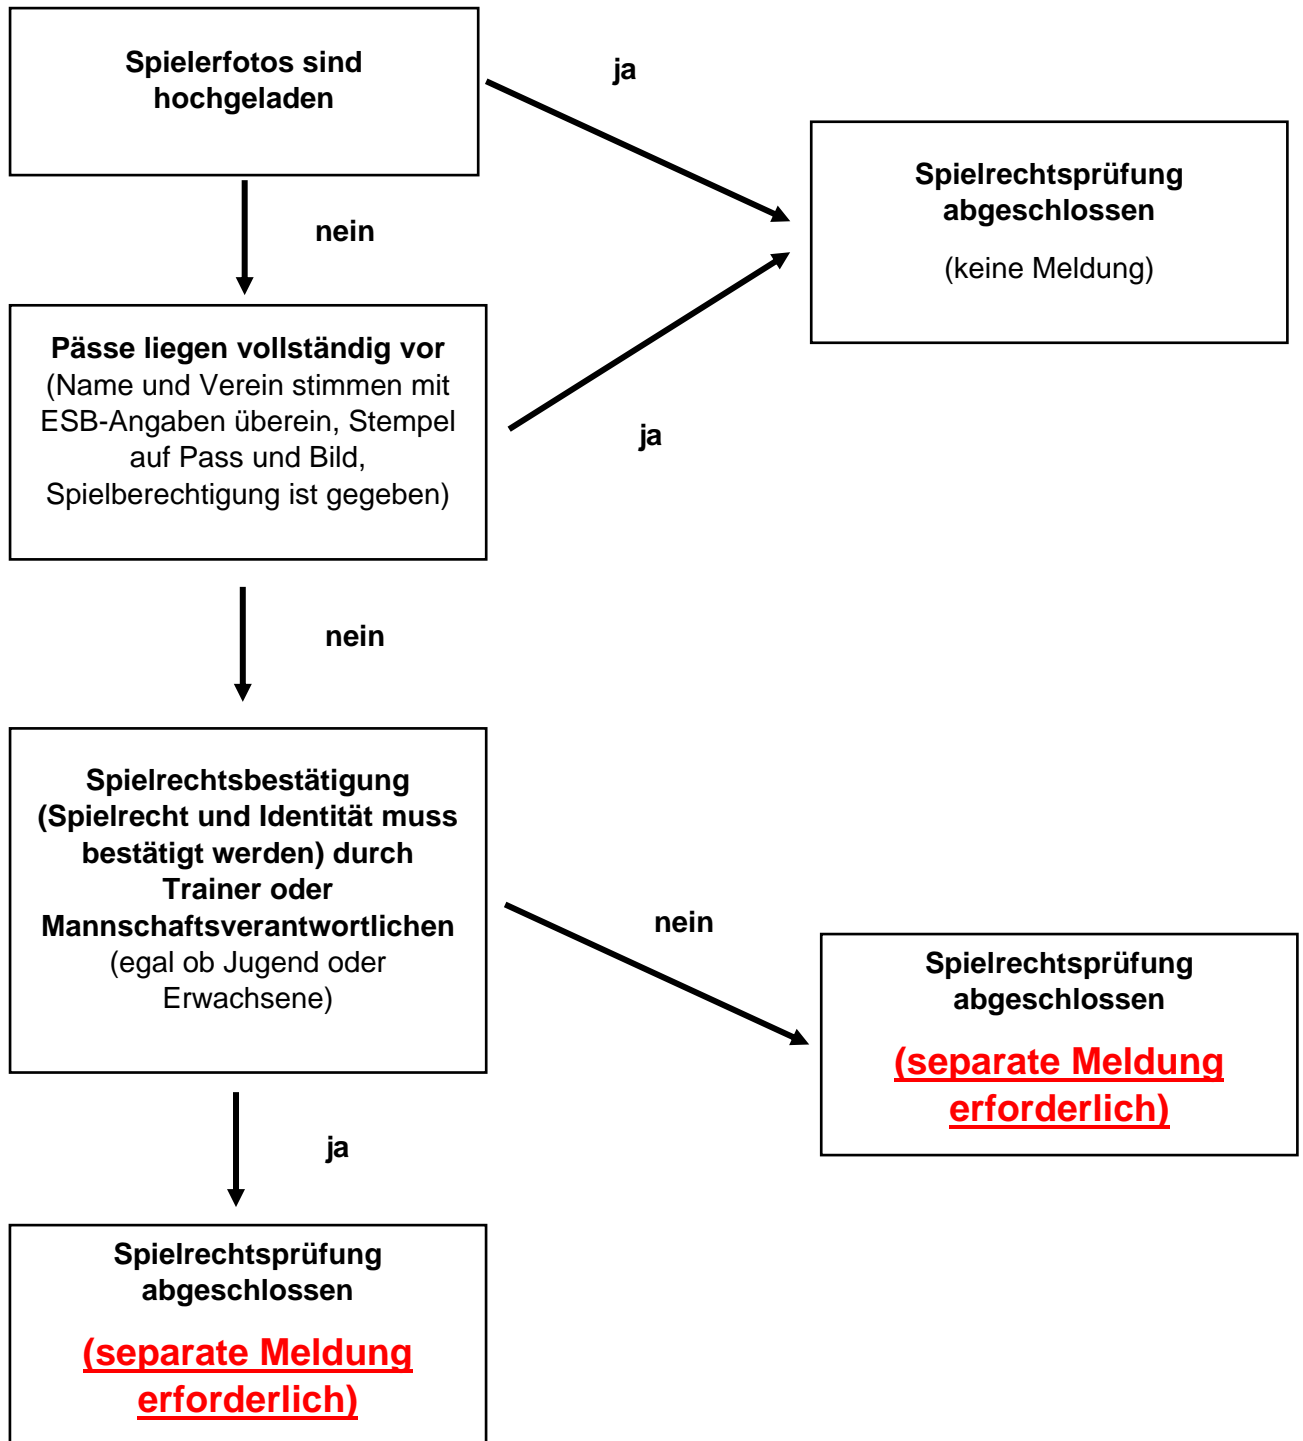 Spielerfotos sind
hochgeladen
ja
Spielrechtsprüfung
abgeschlossen
(keine Meldung)
nein
Pässe liegen vollständig vor
(Name und Verein stimmen mit
ESB-Angaben überein, Stempel
auf Pass und Bild,
Spielberechtigung ist gegeben)
ja
nein
Spielrechtsbestätigung
(Spielrecht und Identität muss
bestätigt werden) durch
Trainer oder
Mannschaftsverantwortlichen
(egal ob Jugend oder
Erwachsene)
nein
Spielrechtsprüfung
abgeschlossen
(separate Meldung
erforderlich)
ja
Spielrechtsprüfung
abgeschlossen
(separate Meldung
erforderlich)